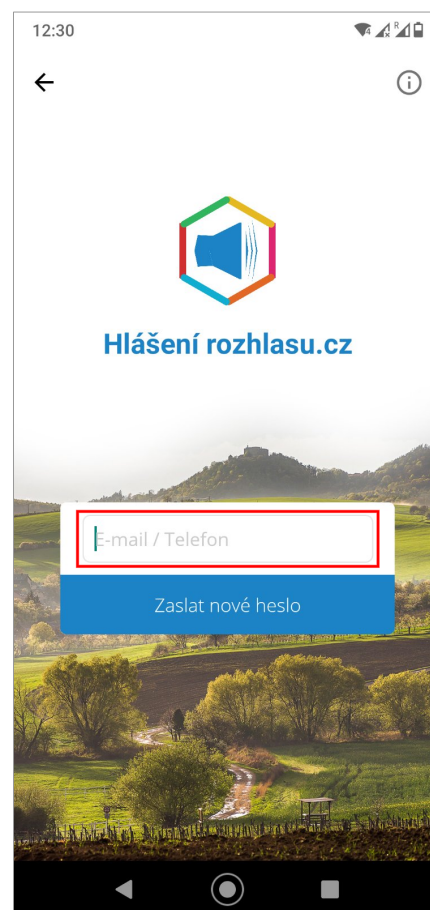 12:30
R
Hlášení rozhlasu.cz
E-mail / Telefon
Zaslat nové heslo